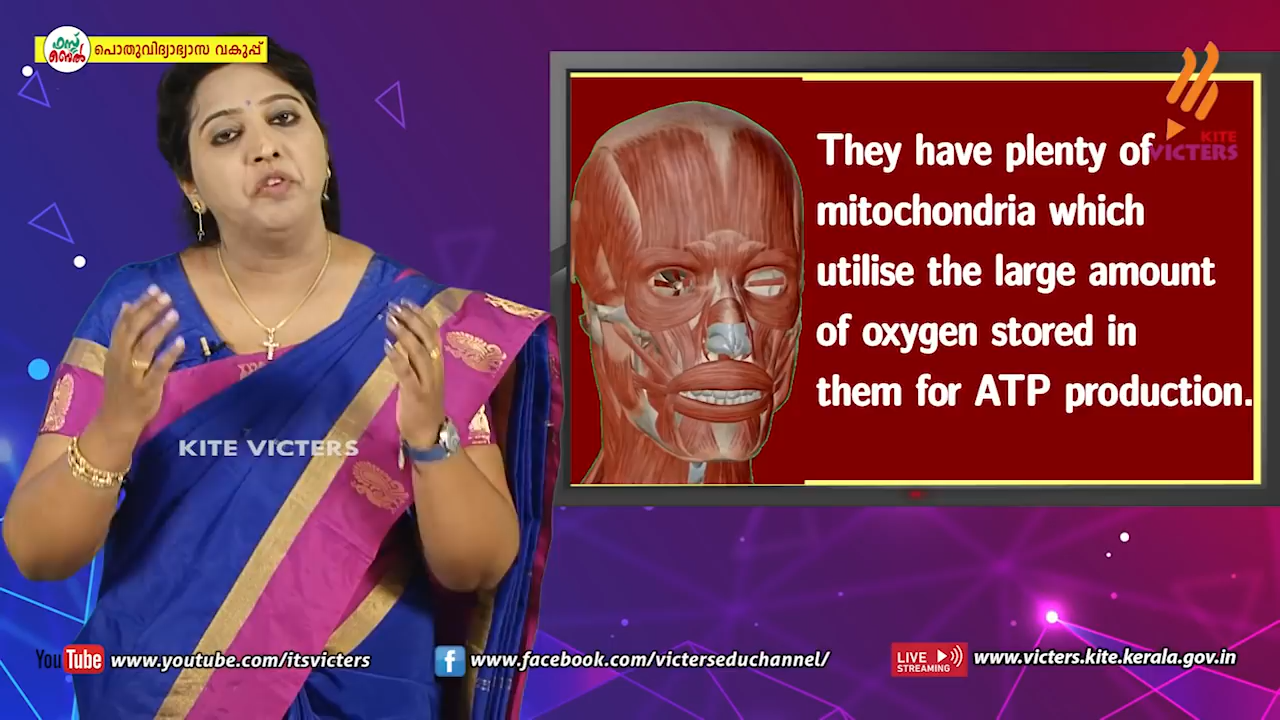 ഫസ്റ്റ്
ബെൽ
പൊതുവിദ്യാഭ്യാസ വകുപ്പ്
KITE
VICTERS
They have plenty of
mitochondria which
utilise the large amount
of oxygen stored in
them for ATP production.
KITE VICTERS
YouTube www.youtube.com/itsvicters
f www.facebook.com/victerseduchannel/
LIVE
STREAMING
www.victers.kite.kerala.gov.in